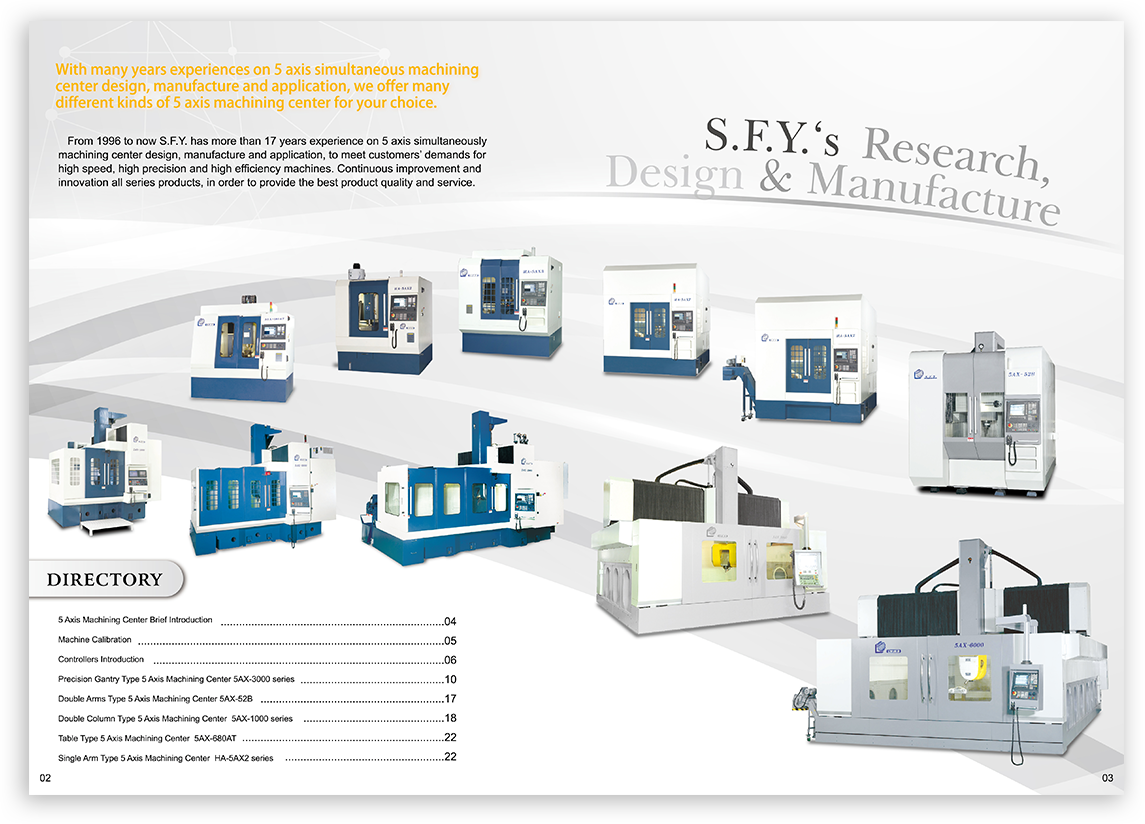 With many years experiences on 5 axis simultaneous machining
center design, manufacture and application, we offer many
different kinds of 5 axis machining center for your choice.
From 1996 to now S.F.Y. has more than 17 years experience on 5 axis simultaneously
machining center design, manufacture and application, to meet customers' demands for
high speed, high precision and high efficiency machines. Continuous improvement and
innovation all series products, in order to provide the best product quality and service.
S.F.Y.‘s Research,
Design & Manufacture
HA-5AX2
5AX-520
5AX-6000
DIRECTORY
5 Axis Machining Center Brief Introduction ........ 04
Machine Calibration ........ 05
Controllers Introduction ........ 06
Precision Gantry Type 5 Axis Machining Center 5AX-3000 series ........ 10
Double Arms Type 5 Axis Machining Center 5AX-52B ........ 17
Double Column Type 5 Axis Machining Center 5AX-1000 series ........ 18
Table Type 5 Axis Machining Center 5AX-680AT ........ 22
Single Arm Type 5 Axis Machining Center HA-5AX2 series ........ 22
02
03